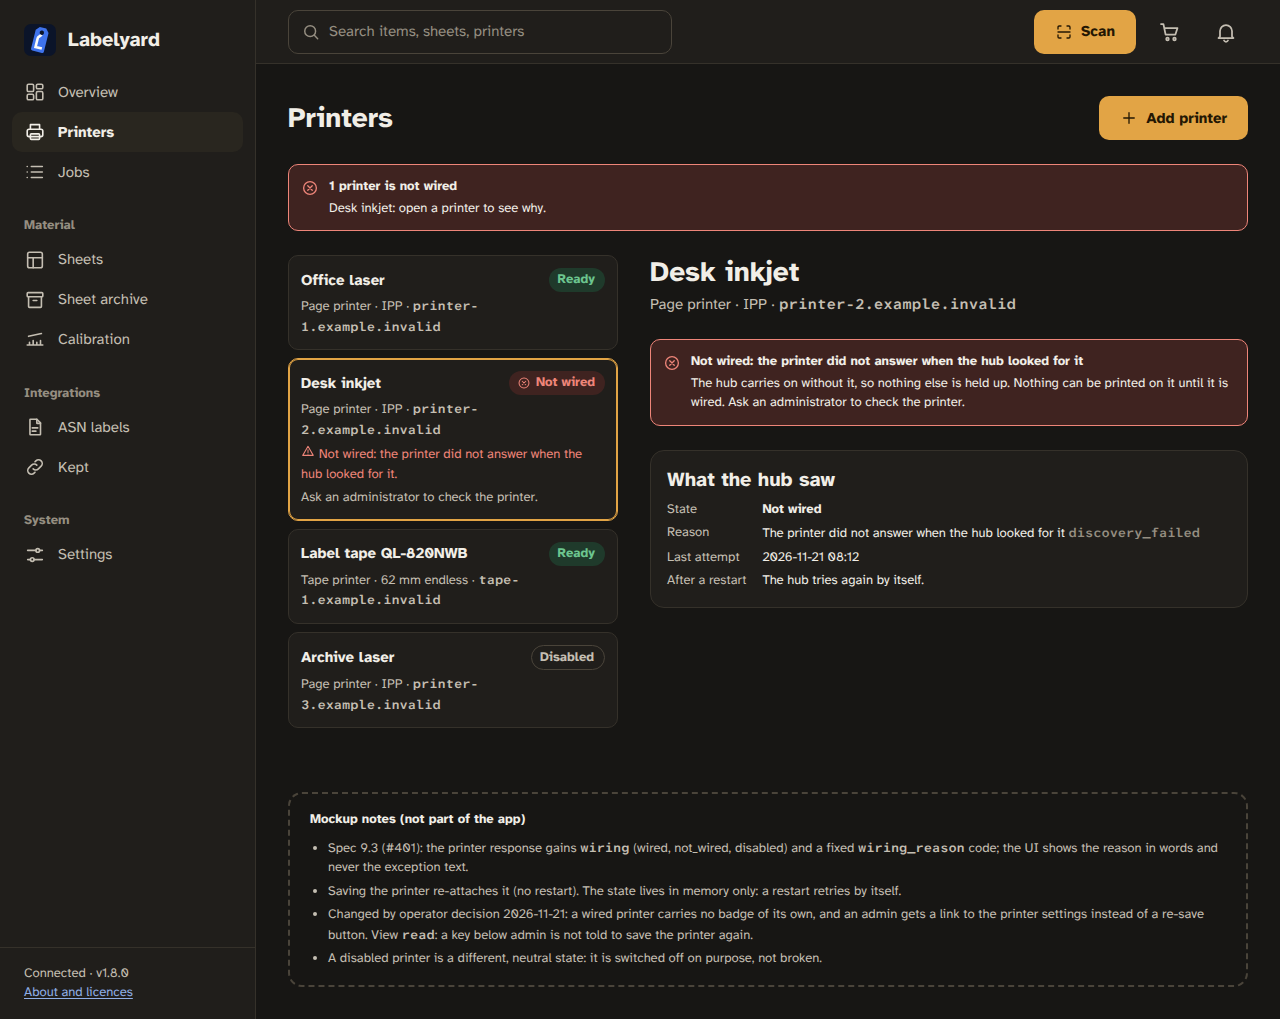 Labelyard
Overview
Printers
Jobs
Material
Sheets
Sheet archive
Calibration
Integrations
ASN labels
Kept
System
Settings
Connected · v1.8.0
About and licences
Search items, sheets, printers
Scan
Printers
Add printer
1 printer is not wired
Desk inkjet: open a printer to see why.
Office laser
Ready
Page printer · IPP · printer-
1.example.invalid
Desk inkjet
Not wired
Page printer · IPP · printer-
2.example.invalid
Not wired: the printer did not answer when the
hub looked for it.
Ask an administrator to check the printer.
Label tape QL-820NWB
Ready
Tape printer · 62 mm endless · tape-
1.example.invalid
Archive laser
Disabled
Page printer · IPP · printer-
3.example.invalid
Desk inkjet
Page printer · IPP · printer-2.example.invalid
Not wired: the printer did not answer when the hub looked for it
The hub carries on without it, so nothing else is held up. Nothing can be printed on it until it is
wired. Ask an administrator to check the printer.
What the hub saw
State Not wired
Reason The printer did not answer when the hub looked for it discovery_failed
Last attempt 2026-11-21 08:12
After a restart The hub tries again by itself.
Mockup notes (not part of the app)
• Spec 9.3 (#401): the printer response gains wiring (wired, not_wired, disabled) and a fixed wiring_reason code; the UI shows the reason in words and
never the exception text.
• Saving the printer re-attaches it (no restart). The state lives in memory only: a restart retries by itself.
• Changed by operator decision 2026-11-21: a wired printer carries no badge of its own, and an admin gets a link to the printer settings instead of a re-save
button. View read: a key below admin is not told to save the printer again.
• A disabled printer is a different, neutral state: it is switched off on purpose, not broken.